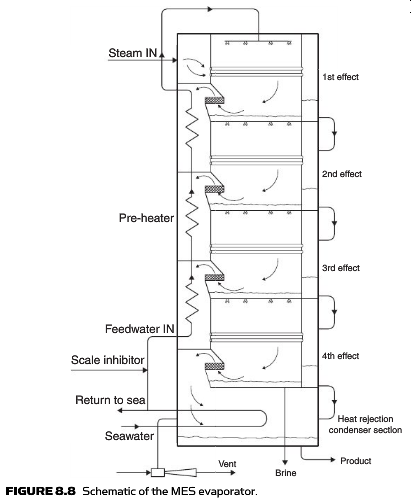 Steam IN
1st effect
2nd effect
Pre-heater
3rd effect
Feedwater IN
4th effect
Scale inhibitor
Return to sea
Heat rejection
condenser section
Seawater
Vent
Product
Brine
FIGURE 8.8 Schematic of the MES evaporator.